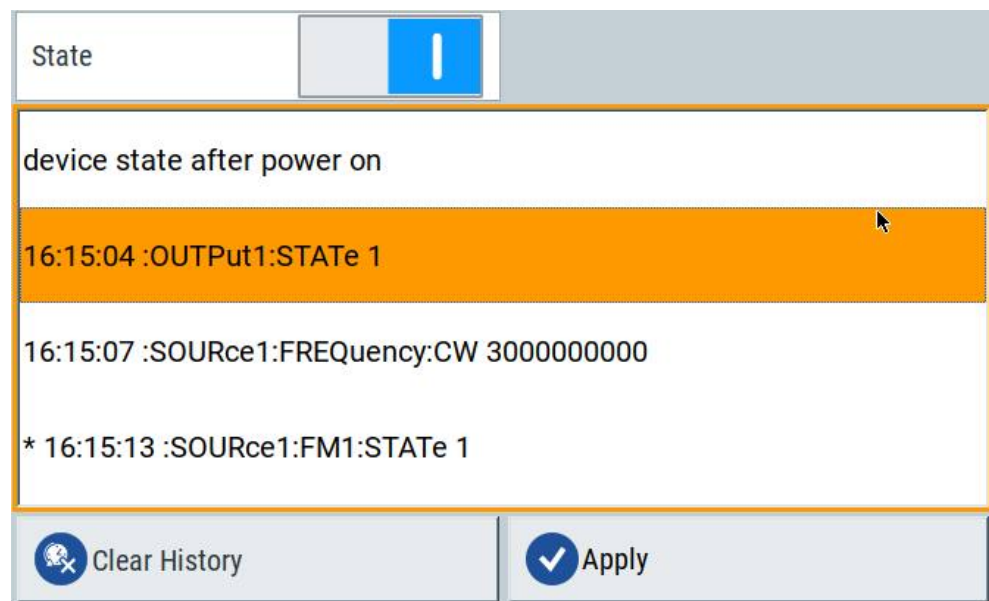 State
device state after power on
16:15:04 :OUTPut1:STATe 1
16:15:07 :SOURce1:FREQuency:CW 3000000000
* 16:15:13 :SOURce1:FM1:STATe 1
Clear History
Apply